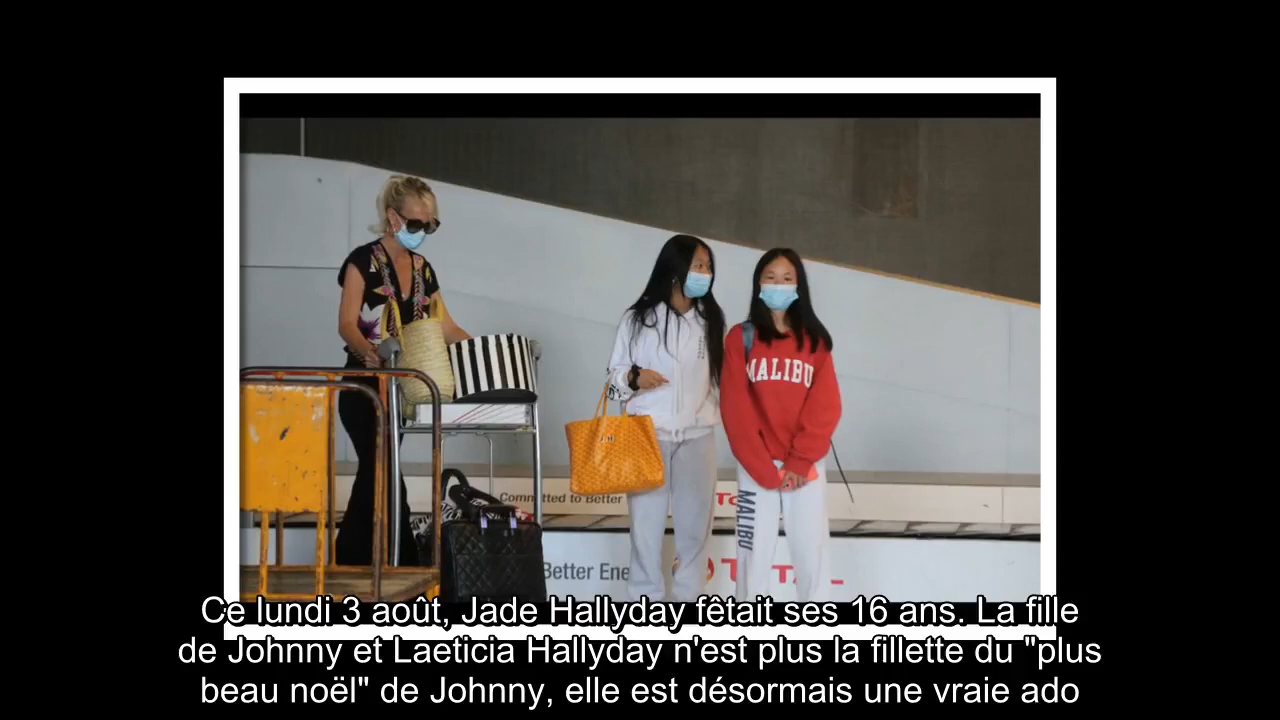 MALIBU
MALIBU
Committed to Better
Better Ene
TOTAL
Ce lundi 3 août, Jade Hallyday fêtait ses 16 ans. La fille
de Johnny et Laeticia Hallyday n'est plus la fillette du "plus
beau noël" de Johnny, elle est désormais une vraie ado